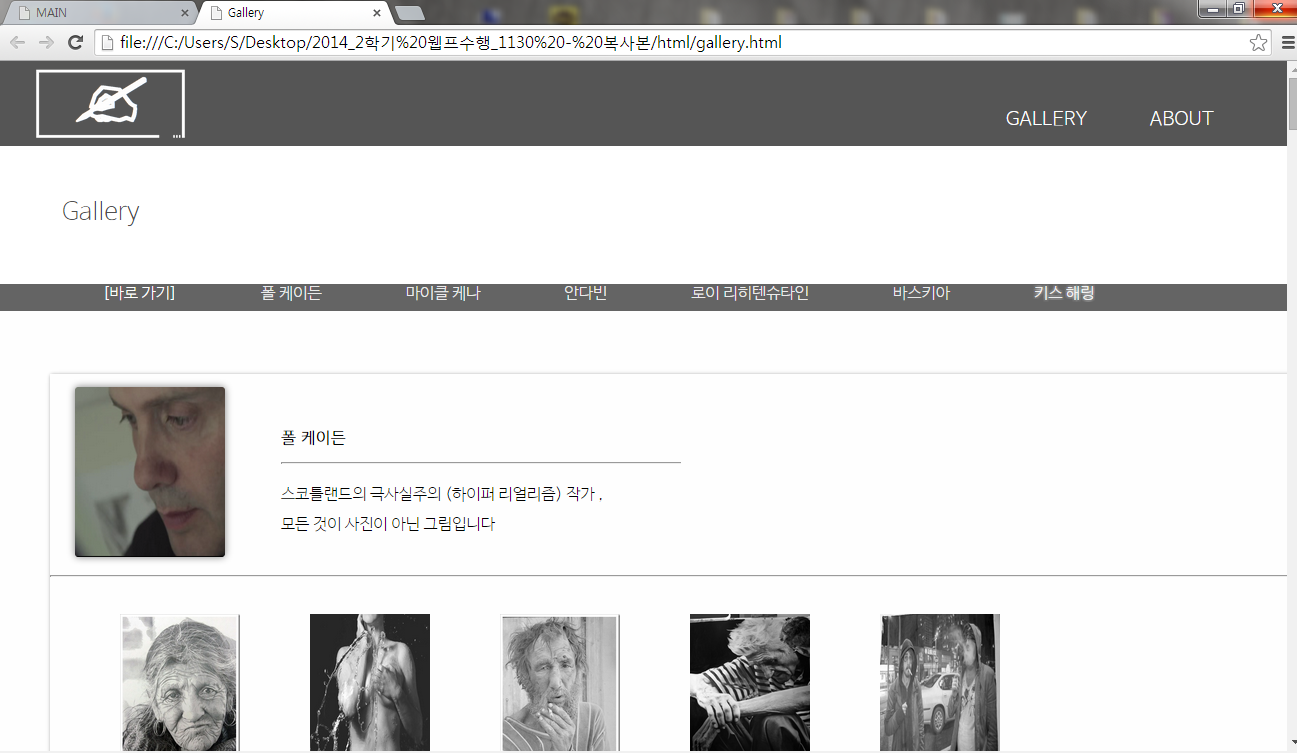 MAIN
Gallery
file:///C:/Users/S/Desktop/2014_2학기%20웹프수행_1130%20-%20복사본/html/gallery.html
...
GALLERY ABOUT
Gallery
[바로 가기] 폴 케이든 마이클 케나 안다빈 로이 리히텐슈타인 바스키아 키스 해링
폴 케이든
스코틀랜드의 극사실주의 (하이퍼 리얼리즘) 작가 .
모든 것이 사진이 아닌 그림입니다